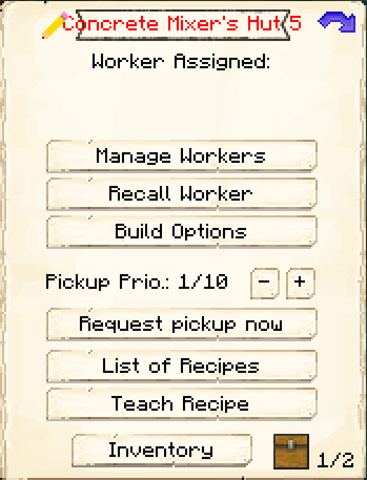 Concrete Mixer's Hut 5
Worker Assigned:
Manage Workers
Recall Worker
Build Options
Pickup Prio.: 1/10 - +
Request pickup now
List of Recipes
Teach Recipe
Inventory
1/2